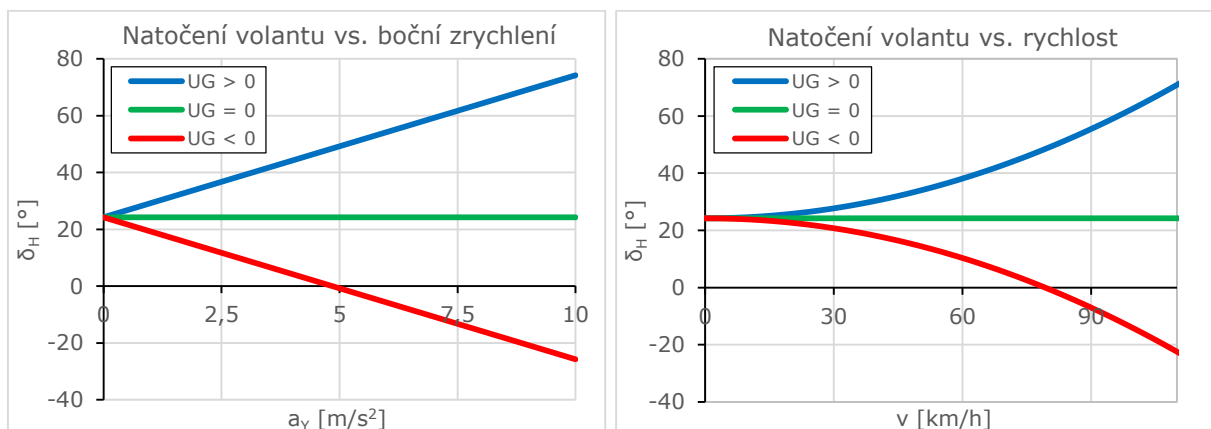 Natočení volantu vs. boční zrychlení
80
60
40
20
0
-20
-40
UG > 0
UG = 0
UG < 0
δH [°]
0
2,5
5
7,5
10
aY [m/s²]
Natočení volantu vs. rychlost
80
60
40
20
0
-20
-40
UG > 0
UG = 0
UG < 0
δH [°]
0
30
60
90
v [km/h]